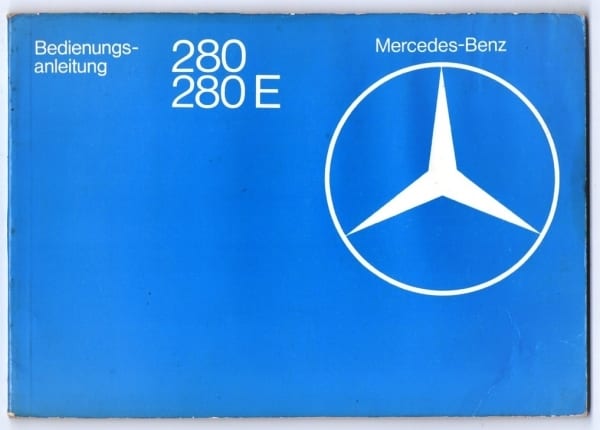 Bedienungs-
anleitung
280
280 E
Mercedes-Benz